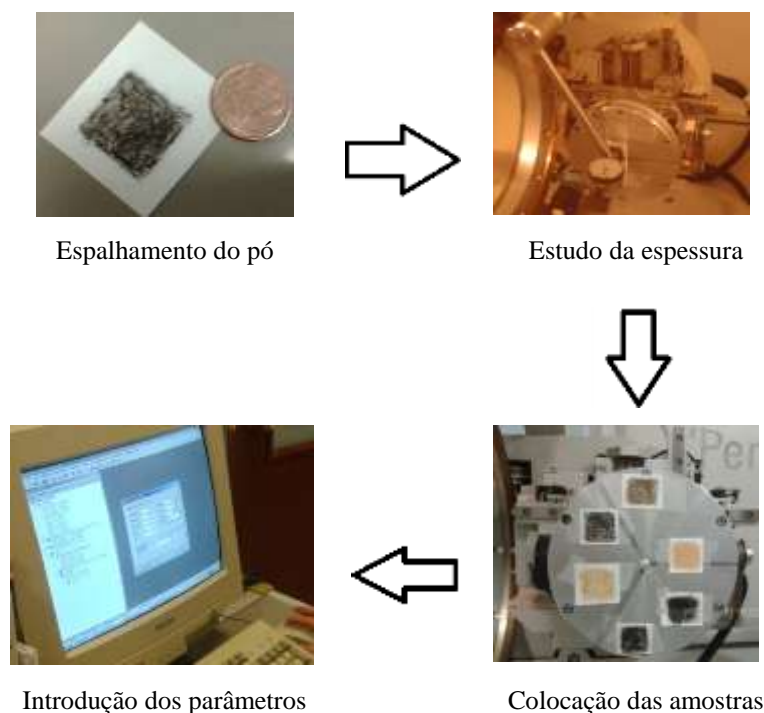 Espalhamento do pó
Estudo da espessura
Colocação das amostras
Introdução dos parâmetros